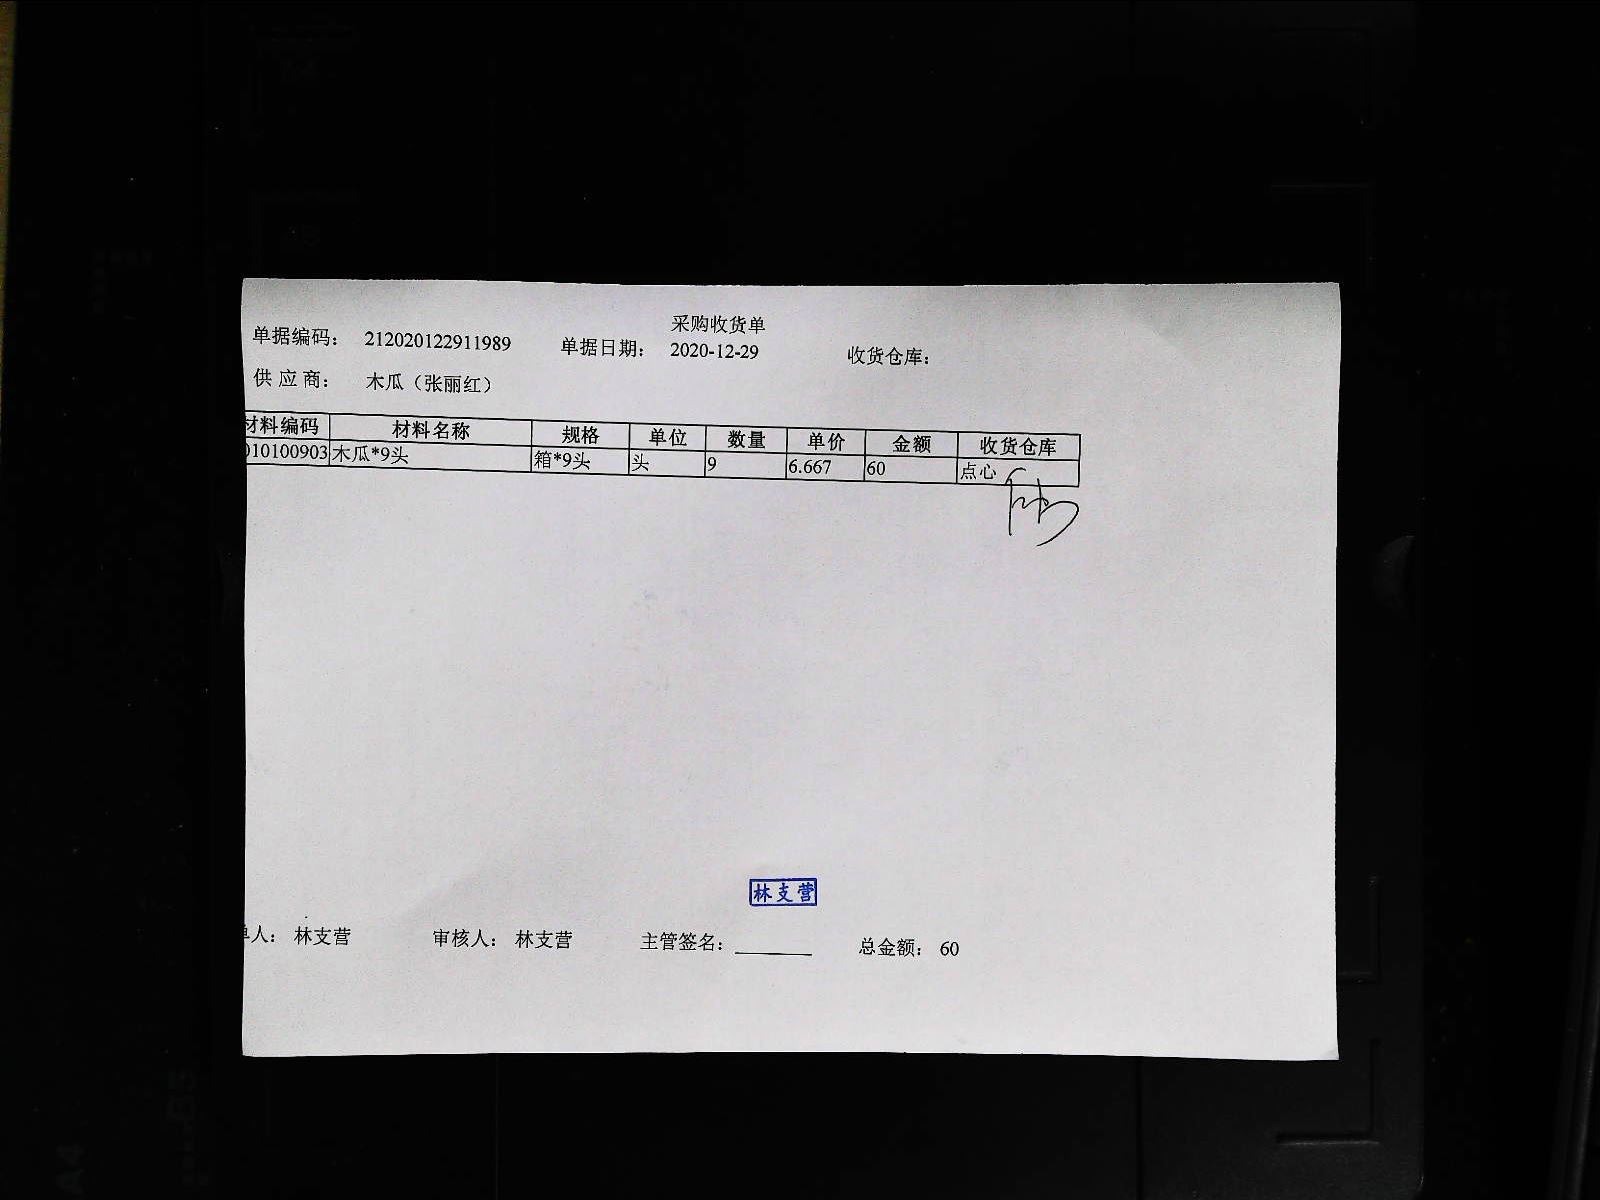 采购收货单
单据编码： 212020122911989 单据日期： 2020-12-29 收货仓库：
供应商： 木瓜（张丽红）
材料编码 材料名称 规格 单位 数量 单价 金额 收货仓库
010100903 木瓜*9头 箱*9头 头 9 6.667 60 点心
林支营
单人： 林支营 审核人： 林支营 主管签名： 总金额： 60